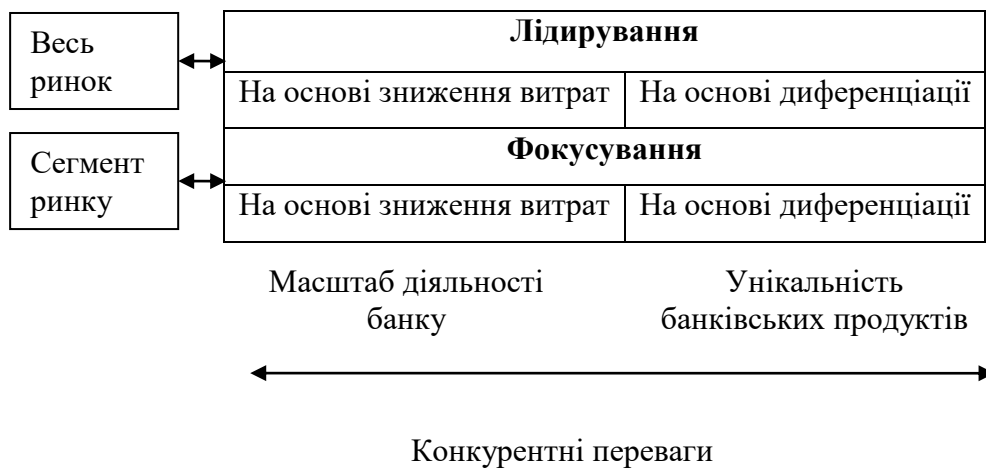 Весь
ринок
Лідирування
На основі зниження витрат
На основі диференціації
Сегмент
ринку
Фокусування
На основі зниження витрат
На основі диференціації
Масштаб діяльності
банку
Унікальність
банківських продуктів
Конкурентні переваги